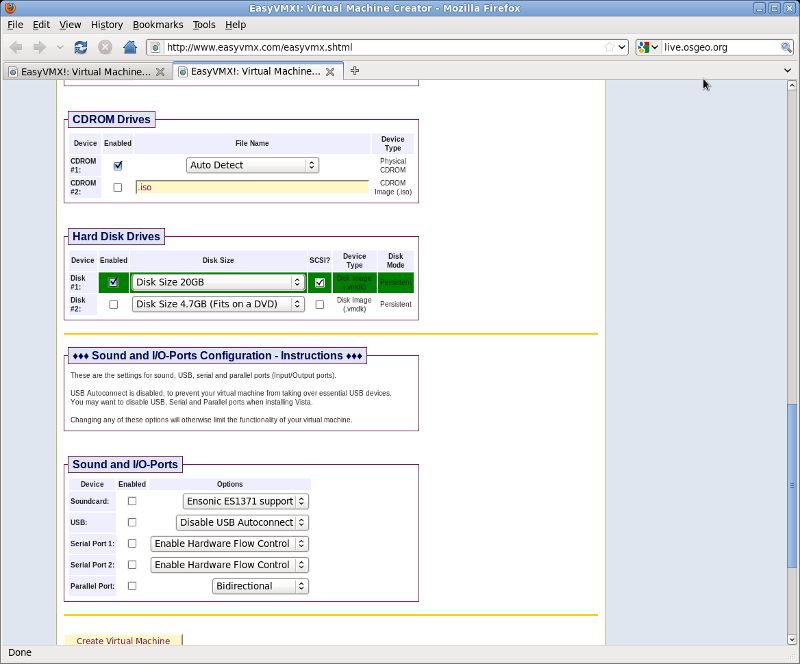 EasyVMX!: Virtual Machine Creator - Mozilla Firefox
File Edit View History Bookmarks Tools Help
http://www.easyvmx.com/easyvmx.shtml
live.osgeo.org
EasyVMX!: Virtual Machine...
EasyVMX!: Virtual Machine...
CDROM Drives
Device Enabled File Name Device Type
CDROM #1: Auto Detect Physical CDROM
CDROM #2: .iso CDROM Image (.iso)
Hard Disk Drives
Device Enabled Disk Size SCSI? Device Type Disk Mode
Disk #1: Disk Size 20GB Disk Image (.vmdk) Persistent
Disk #2: Disk Size 4.7GB (Fits on a DVD) Disk Image (.vmdk) Persistent
♦♦♦ Sound and I/O-Ports Configuration - Instructions ♦♦♦
These are the settings for sound, USB, serial and parallel ports (Input/Output ports).
USB Autoconnect is disabled, to prevent your virtual machine from taking over essential USB devices.
You may want to disable USB, Serial and Parallel ports when installing Vista.
Changing any of these options will otherwise limit the functionality of your virtual machine.
Sound and I/O-Ports
Device Enabled Options
Soundcard: Ensonic ES1371 support
USB: Disable USB Autoconnect
Serial Port 1: Enable Hardware Flow Control
Serial Port 2: Enable Hardware Flow Control
Parallel Port: Bidirectional
Create Virtual Machine
Done